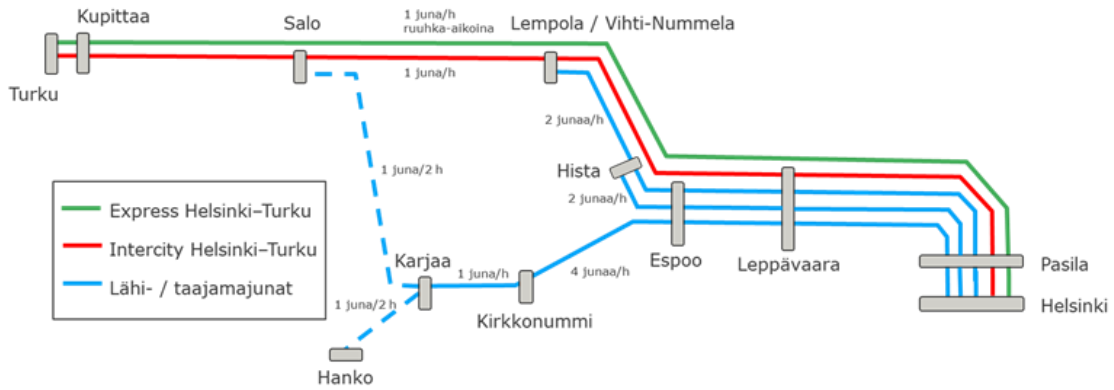 Kupittaa
Salo
1 juna/h
ruuhka-aikoina
Lempola / Vihti-Nummela
Turku
1 juna/h
2 junaa/h
1 juna/2 h
Hista
2 junaa/h
Express Helsinki–Turku
Intercity Helsinki–Turku
Lähi- / taajamajunat
Karjaa
1 juna/h
4 junaa/h
Espoo
Leppävaara
Pasila
1 juna/2 h
Kirkkonummi
Helsinki
Hanko